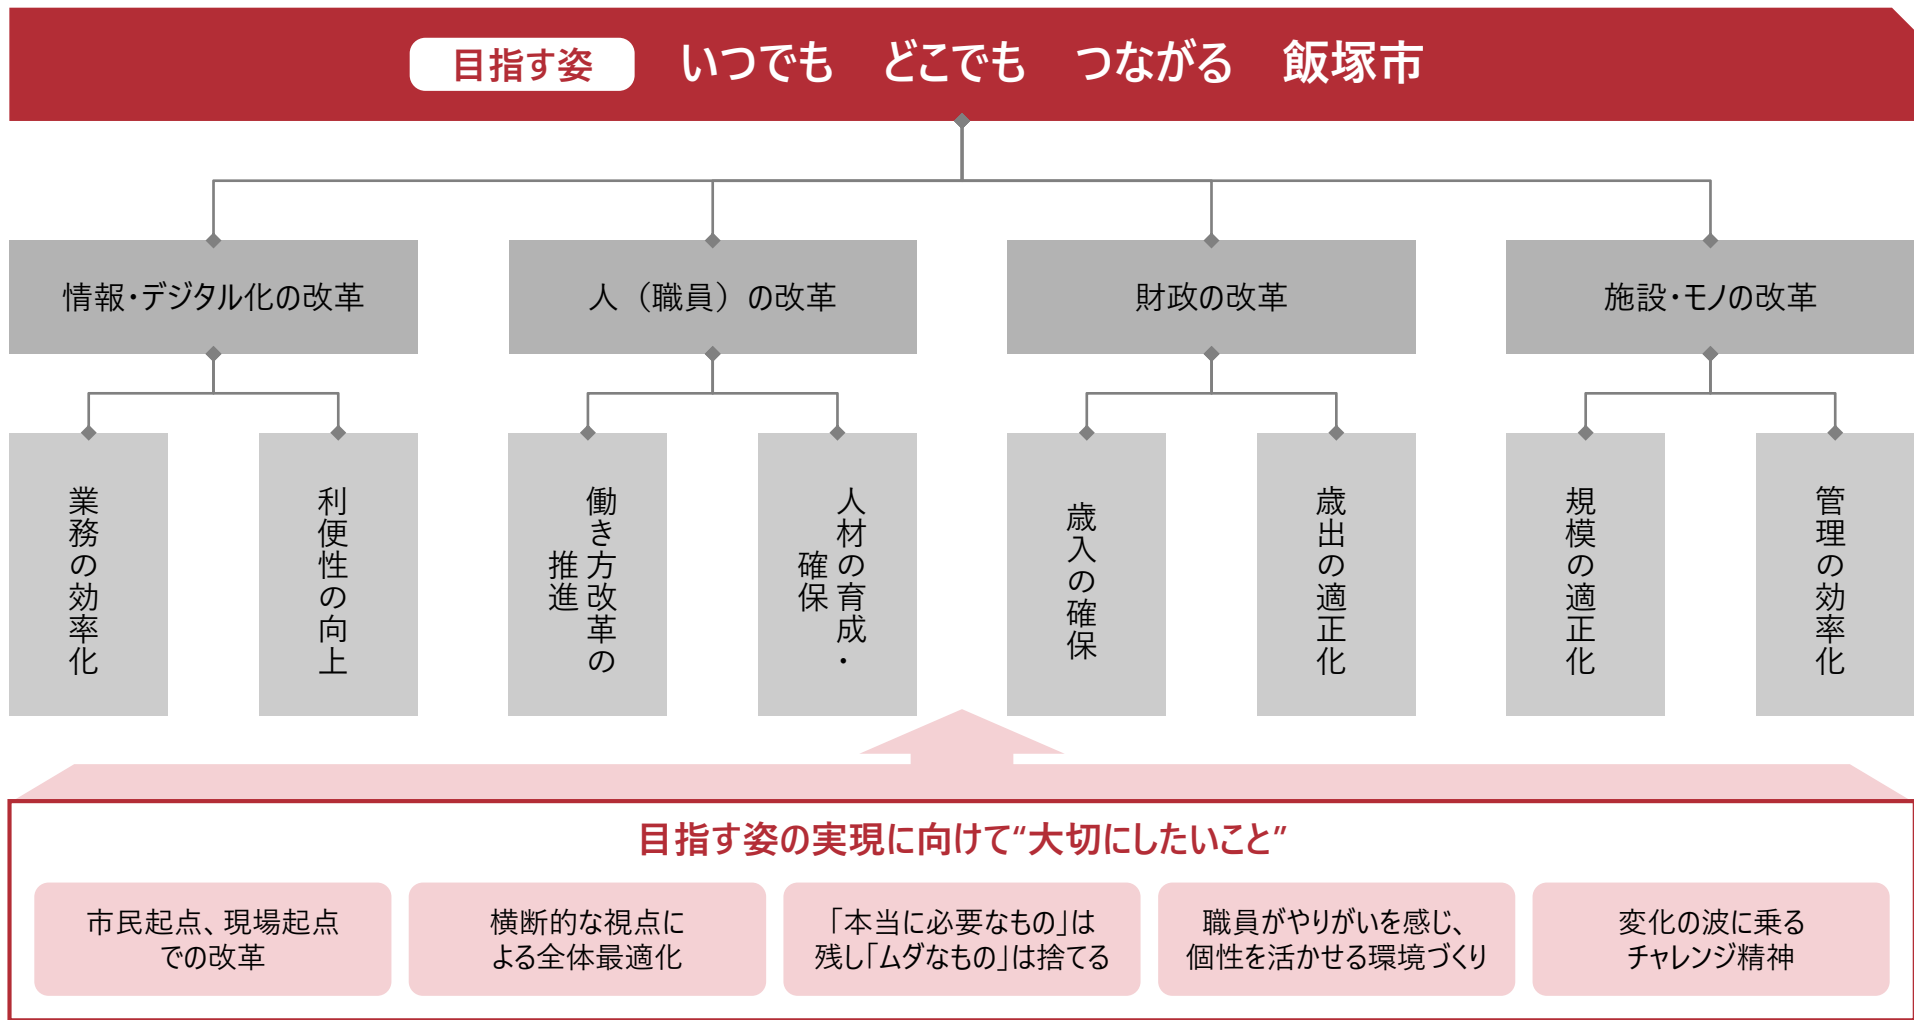 目指す姿
いつでも　どこでも　つながる　飯塚市
情報・デジタル化の改革
人（職員）の改革
財政の改革
施設・モノの改革
業務の効率化
利便性の向上
働き方改革の
推進
人材の育成・
確保
歳入の確保
歳出の適正化
規模の適正化
管理の効率化
目指す姿の実現に向けて“大切にしたいこと”
市民起点、現場起点
での改革
横断的な視点に
よる全体最適化
「本当に必要なもの」は
残し「ムダなもの」は捨てる
職員がやりがいを感じ、
個性を活かせる環境づくり
変化の波に乗る
チャレンジ精神